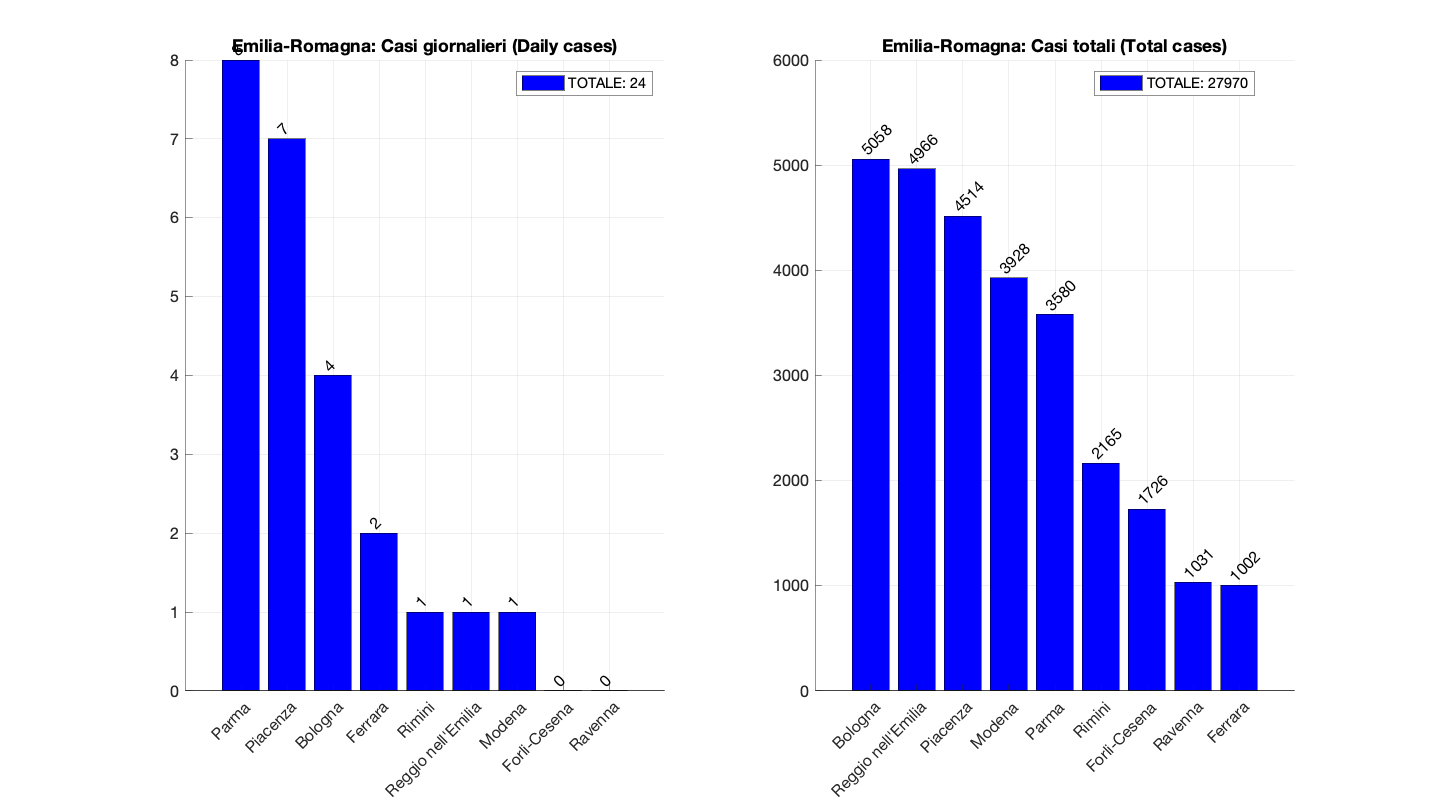 Emilia-Romagna: Casi giornalieri (Daily cases)
TOTALE: 24
8
7
6
5
4
3
2
1
0
8
7
4
2
1
1
1
0
0
Parma
Piacenza
Bologna
Ferrara
Rimini
Reggio nell'Emilia
Modena
Forlì-Cesena
Ravenna
Emilia-Romagna: Casi totali (Total cases)
TOTALE: 27970
6000
5000
4000
3000
2000
1000
0
5058
4966
4514
3928
3580
2165
1726
1031
1002
Bologna
Reggio nell'Emilia
Piacenza
Modena
Parma
Rimini
Forlì-Cesena
Ravenna
Ferrara